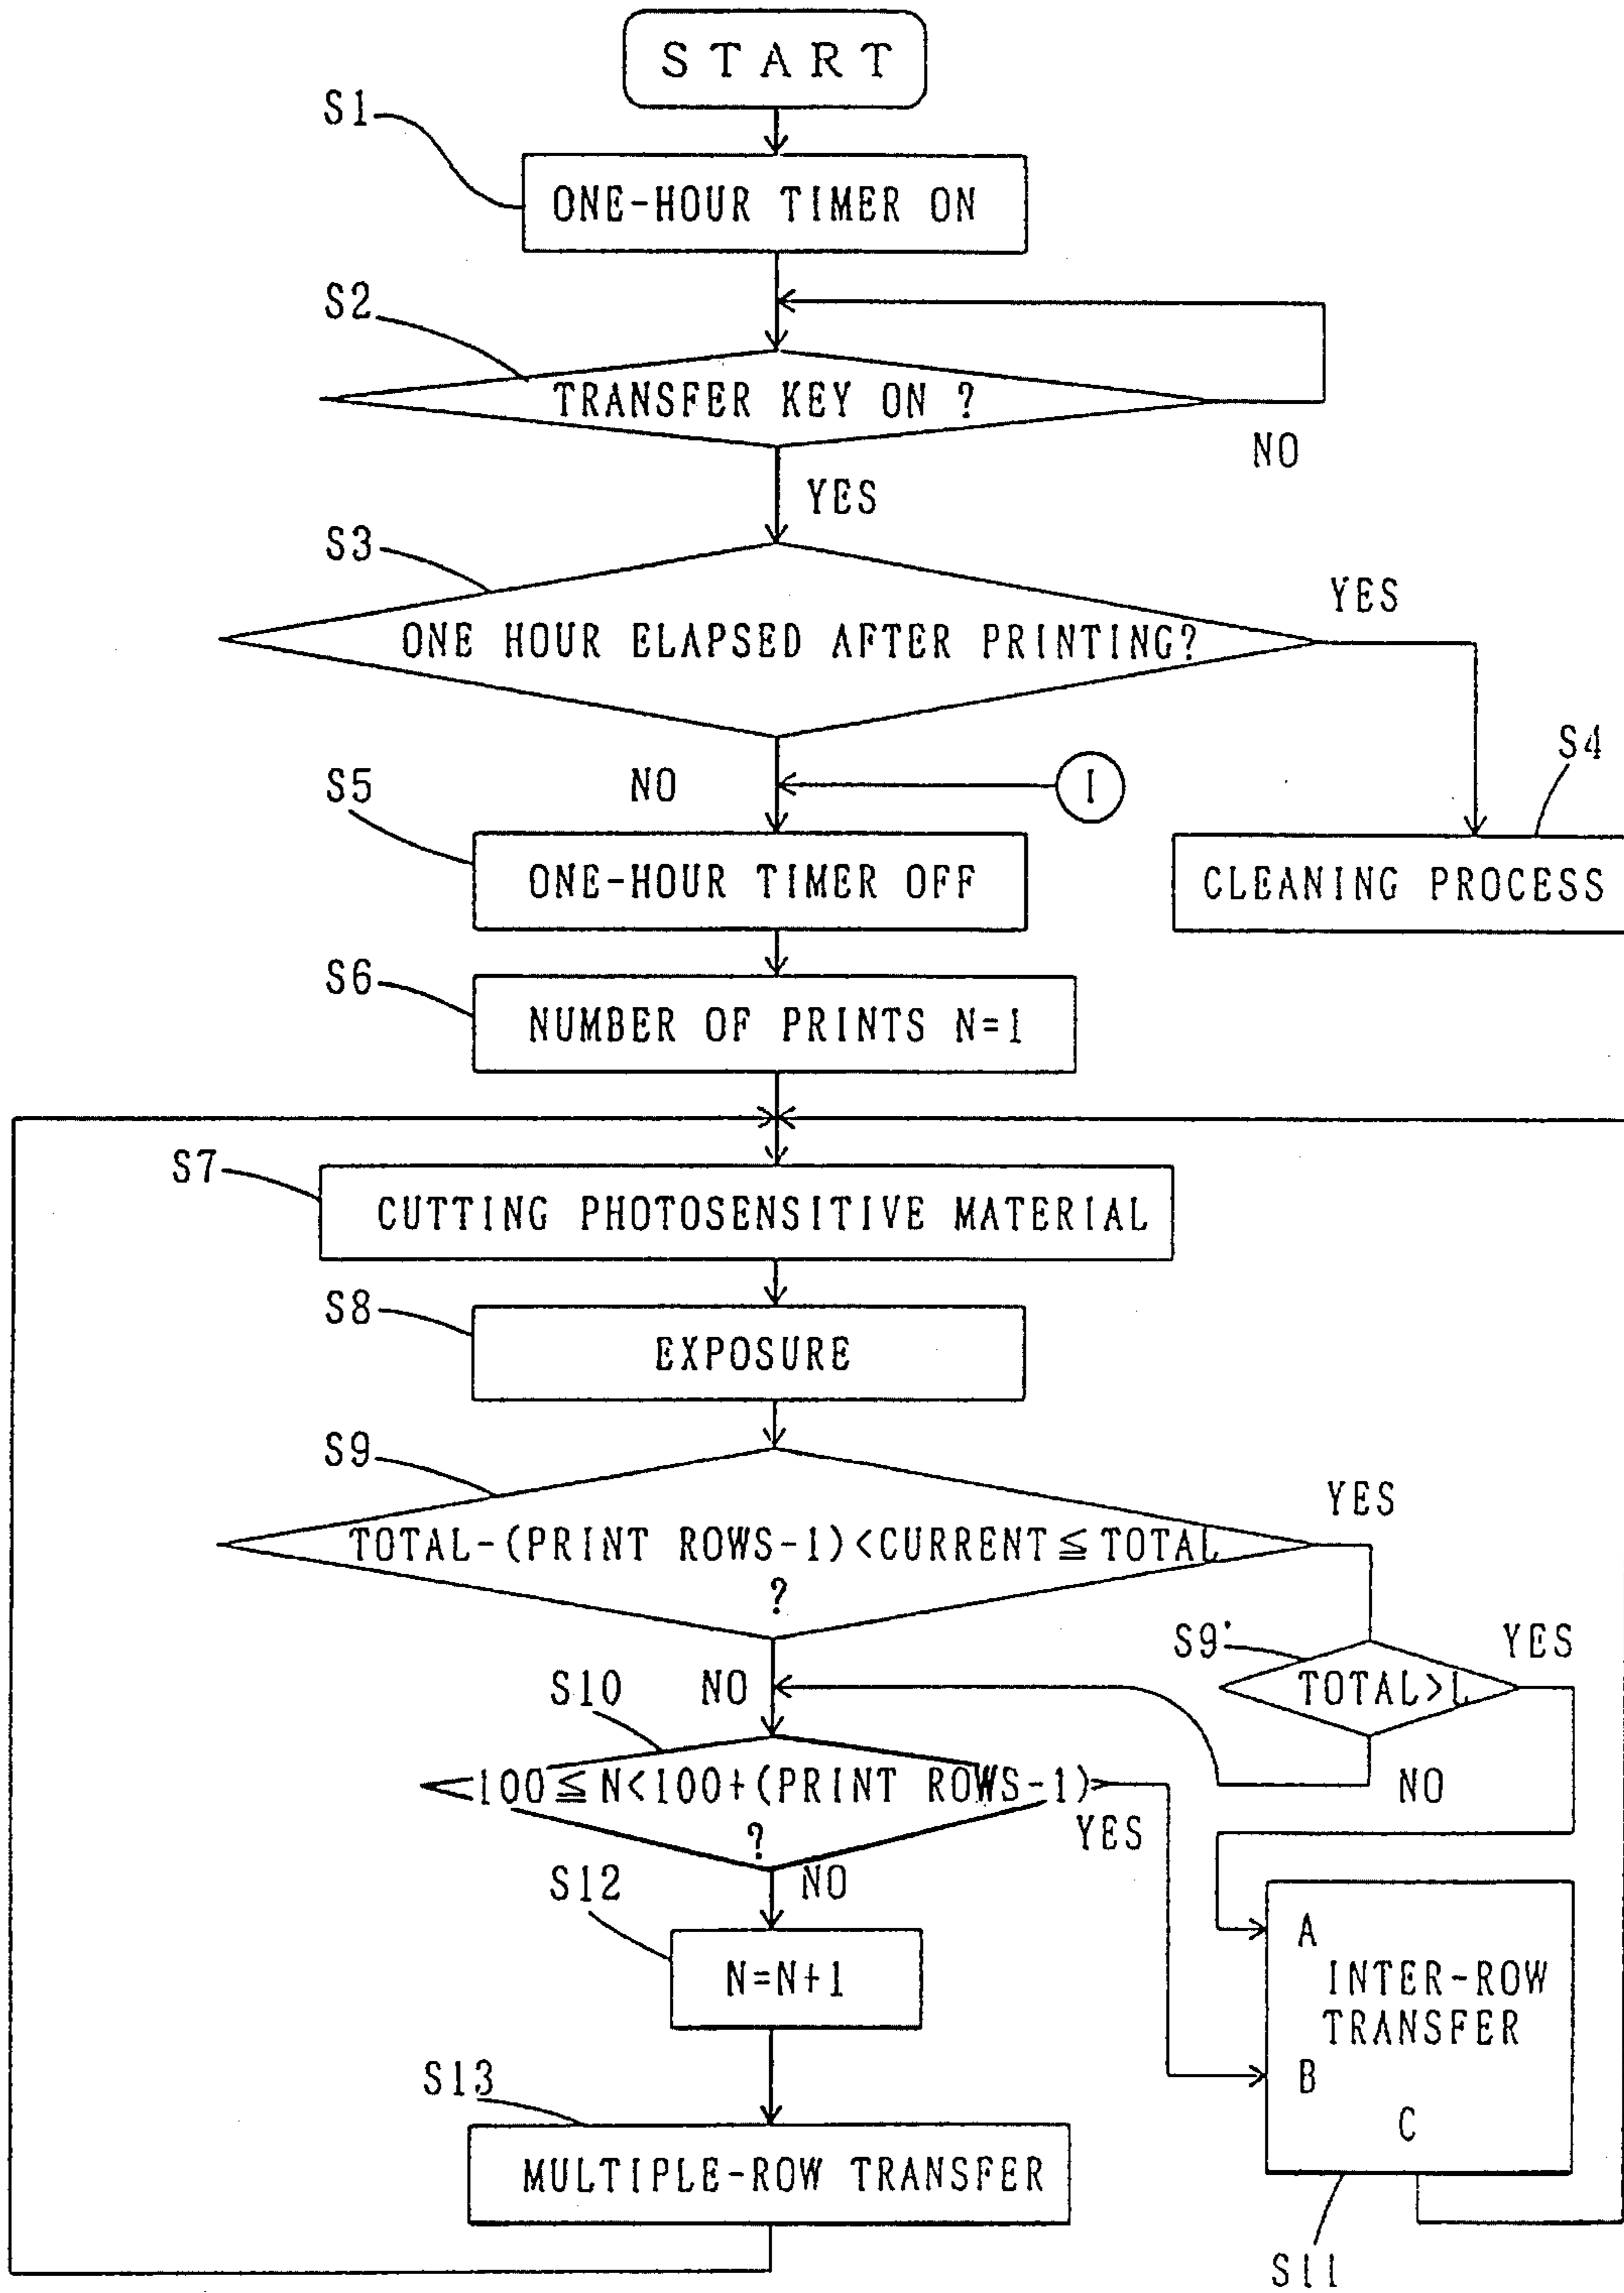 START
S1
ONE-HOUR TIMER ON
S2
TRANSFER KEY ON ?
NO
YES
S3
YES
ONE HOUR ELAPSED AFTER PRINTING?
S4
S5
NO
I
ONE-HOUR TIMER OFF
CLEANING PROCESS
S6
NUMBER OF PRINTS N=1
S7
CUTTING PHOTOSENSITIVE MATERIAL
S8
EXPOSURE
S9
YES
TOTAL-(PRINT ROWS-1)<CURRENT≦TOTAL
?
S9'
YES
S10
NO
TOTAL>L
100≦N<100+(PRINT ROWS-1)
NO
?
YES
S12
NO
A
N=N+1
INTER-ROW
TRANSFER
S13
B
C
MULTIPLE-ROW TRANSFER
S11